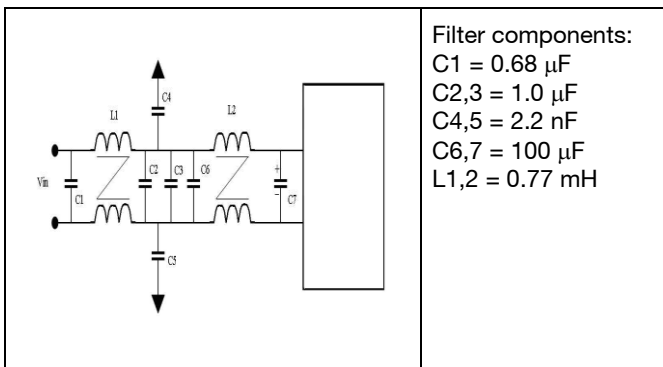 C4
L1
L2
C2
C3
C6
+
Vin
C1
−
C7
C5
Filter components:
C1 = 0.68 μF
C2,3 = 1.0 μF
C4,5 = 2.2 nF
C6,7 = 100 μF
L1,2 = 0.77 mH